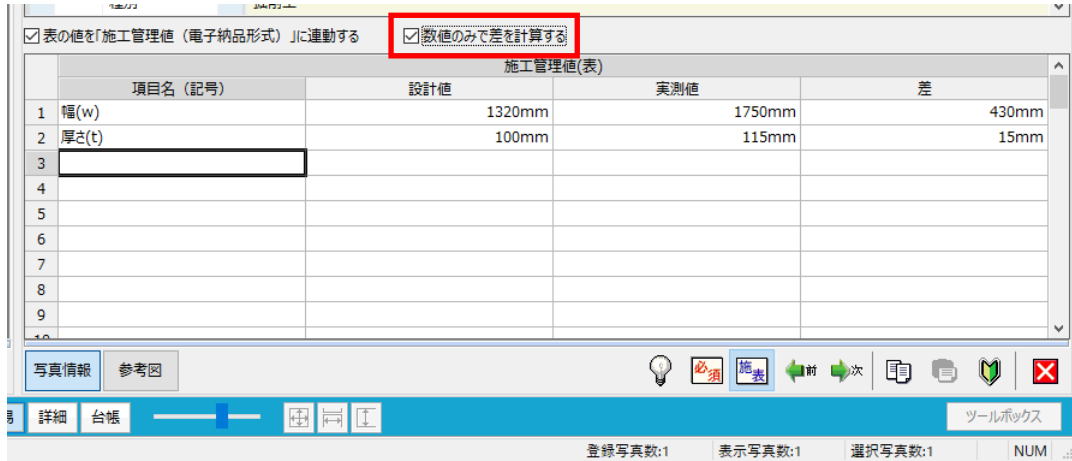 表の値を「施工管理値（電子納品形式）」に連動する 数値のみで差を計算する
施工管理値(表)
項目名（記号） 設計値 実測値 差
1 幅(w) 1320mm 1750mm 430mm
2 厚さ(t) 100mm 115mm 15mm
3
4
5
6
7
8
9
写真情報 参考図 必須 施表 前 次
詳細 台帳 ツールボックス
登録写真数:1 表示写真数:1 選択写真数:1 NUM